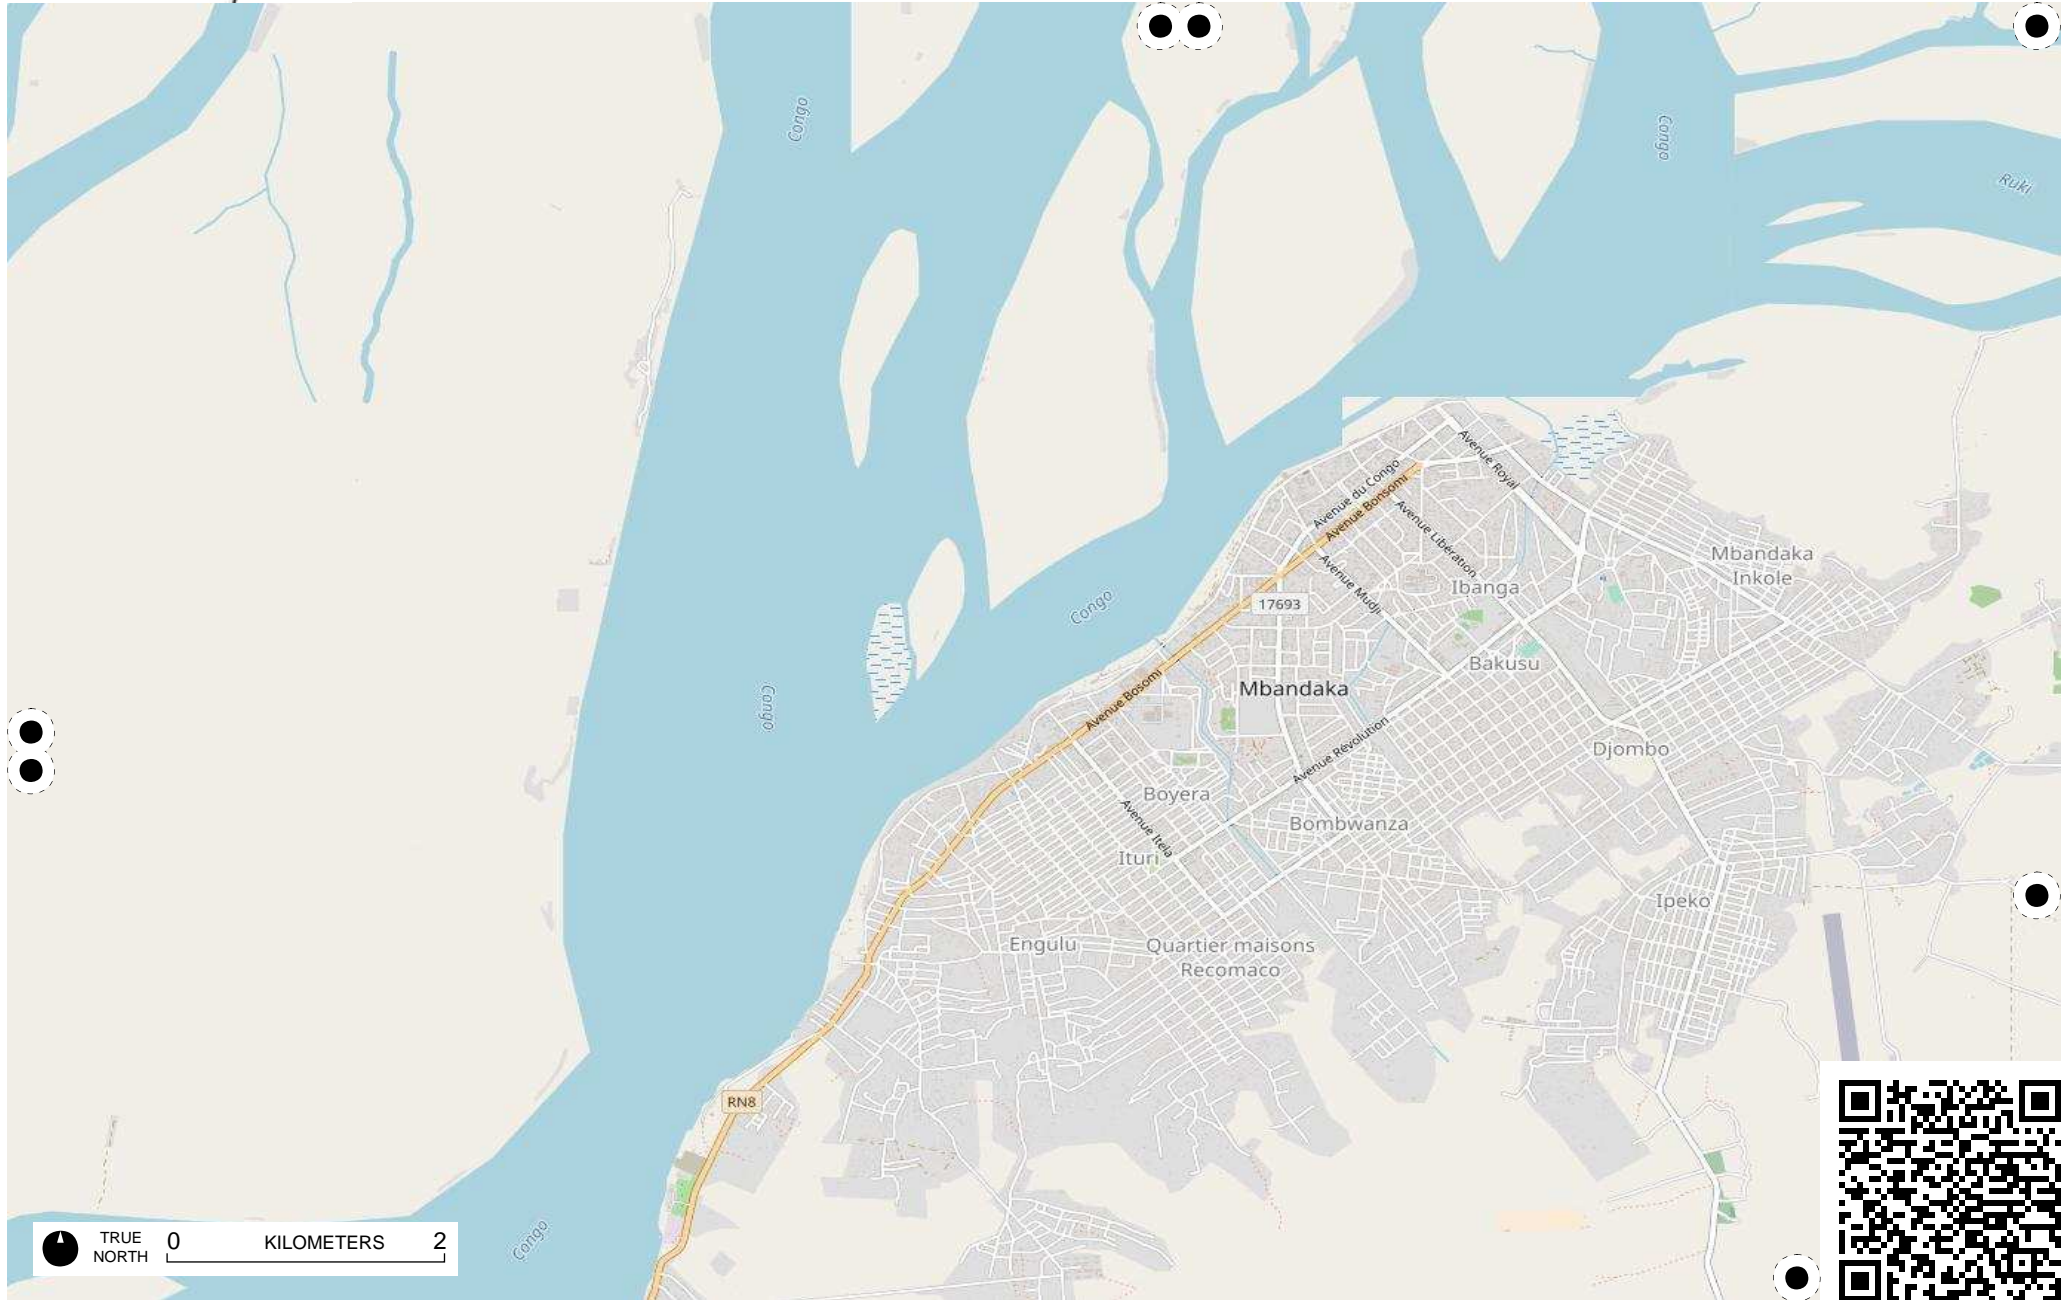 Congo
Congo
Ruki
Avenue Royal
Avenue du Congo
Avenue Bonsomi
Avenue Libération
Mbandaka
Inkole
Avenue Mudji
Ibanga
17693
Congo
Bakusu
Mbandaka
Congo
Avenue Bosomi
Avenue Révolution
Djombo
Boyera
Avenue Itela
Bombwanza
Ituri
Ipeko
Engulu
Quartier maisons
Recomaco
RN8
Congo
TRUE
NORTH
0 KILOMETERS 2